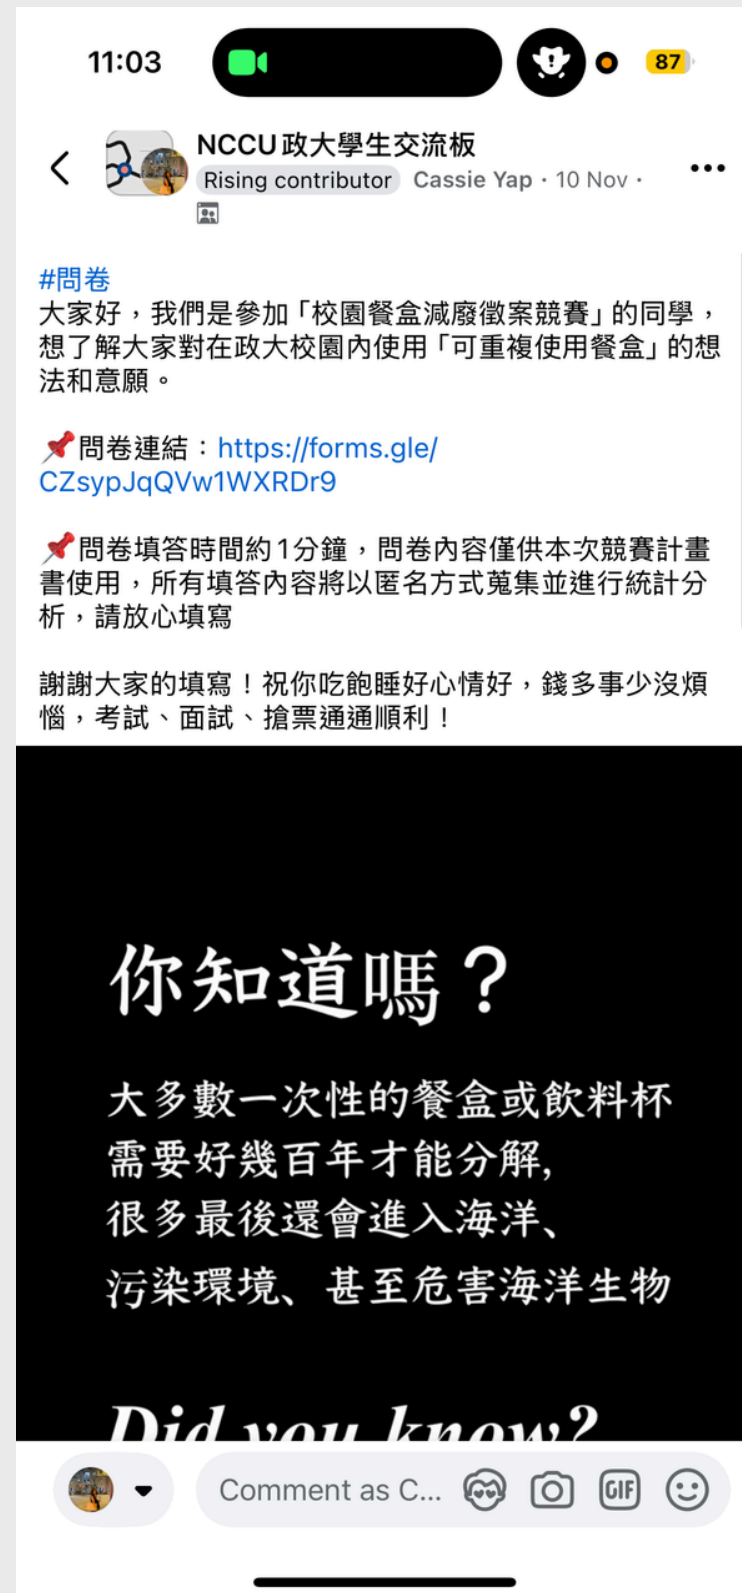 11:03
87
NCCU政大學生交流板
Rising contributor Cassie Yap · 10 Nov ·
#問卷
大家好，我們是參加「校園餐盒減廢徵案競賽」的同學，
想了解大家對在政大校園內使用「可重複使用餐盒」的想
法和意願。
📌問卷連結：https://forms.gle/
CZsypJqQVw1WXRDr9
📌問卷填答時間約1分鐘，問卷內容僅供本次競賽計畫
書使用，所有填答內容將以匿名方式蒐集並進行統計分
析，請放心填寫
謝謝大家的填寫！祝你吃飽睡好心情好，錢多事少沒煩
惱，考試、面試、搶票通通順利！
你知道嗎？
大多數一次性的餐盒或飲料杯
需要好幾百年才能分解,
很多最後還會進入海洋、
污染環境、甚至危害海洋生物
Did you know?
Comment as C...
GIF